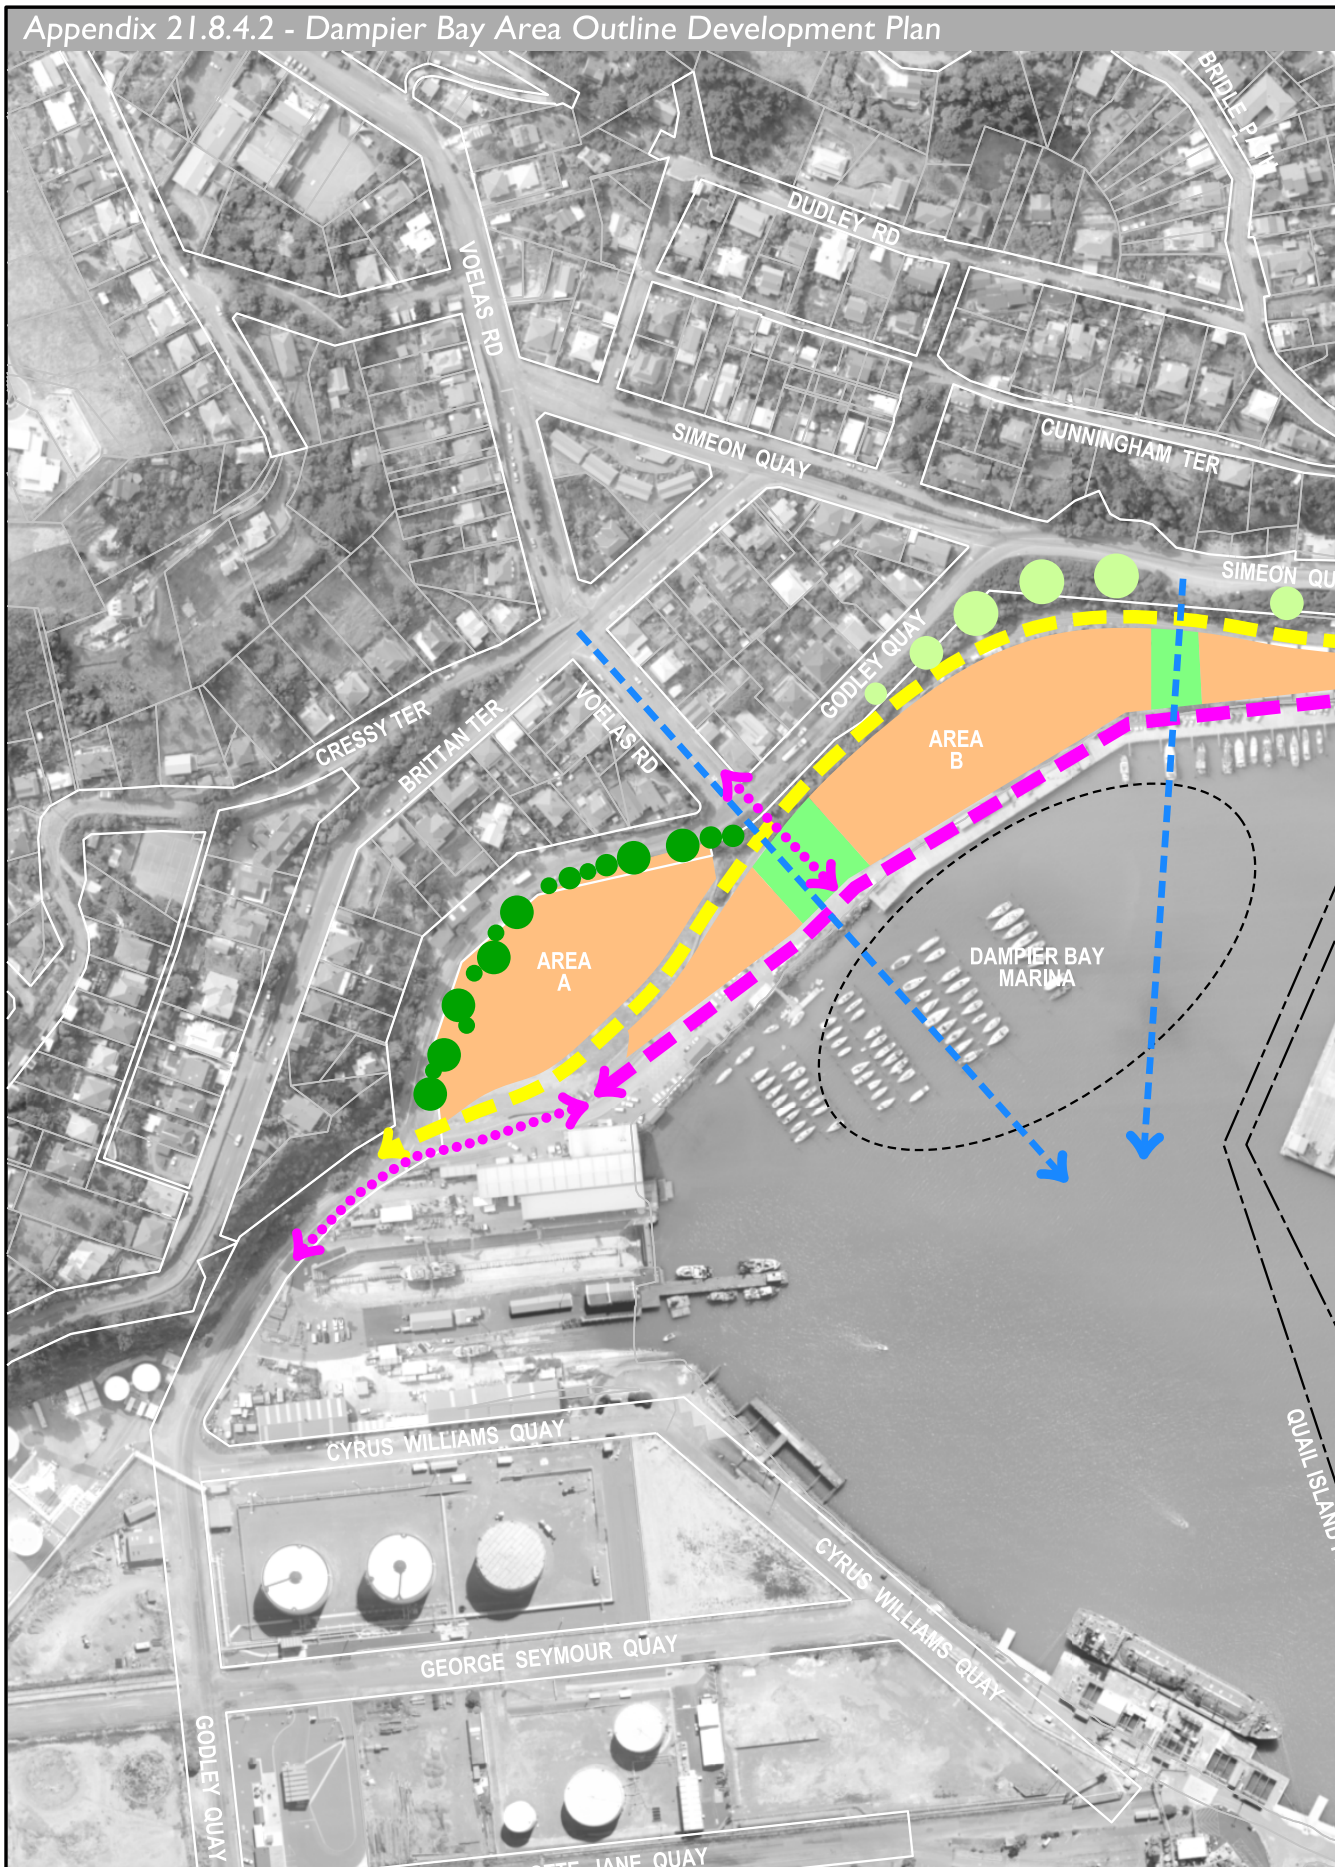 Appendix 21.8.4.2 - Dampier Bay Area Outline Development Plan
BRIDLE
DUDLEY RD
VOELAS RD
SIMEON QUAY
CUNNINGHAM TER
SIMEON QU
GODLEY QUAY
VOELAS RD
CRESSY TER
BRITTAN TER
AREA
B
AREA
A
DAMPIER BAY
MARINA
QUAIL ISLAND
CYRUS WILLIAMS QUAY
CYRUS WILLIAMS QUAY
GEORGE SEYMOUR QUAY
GODLEY QUAY
JANE QUAY